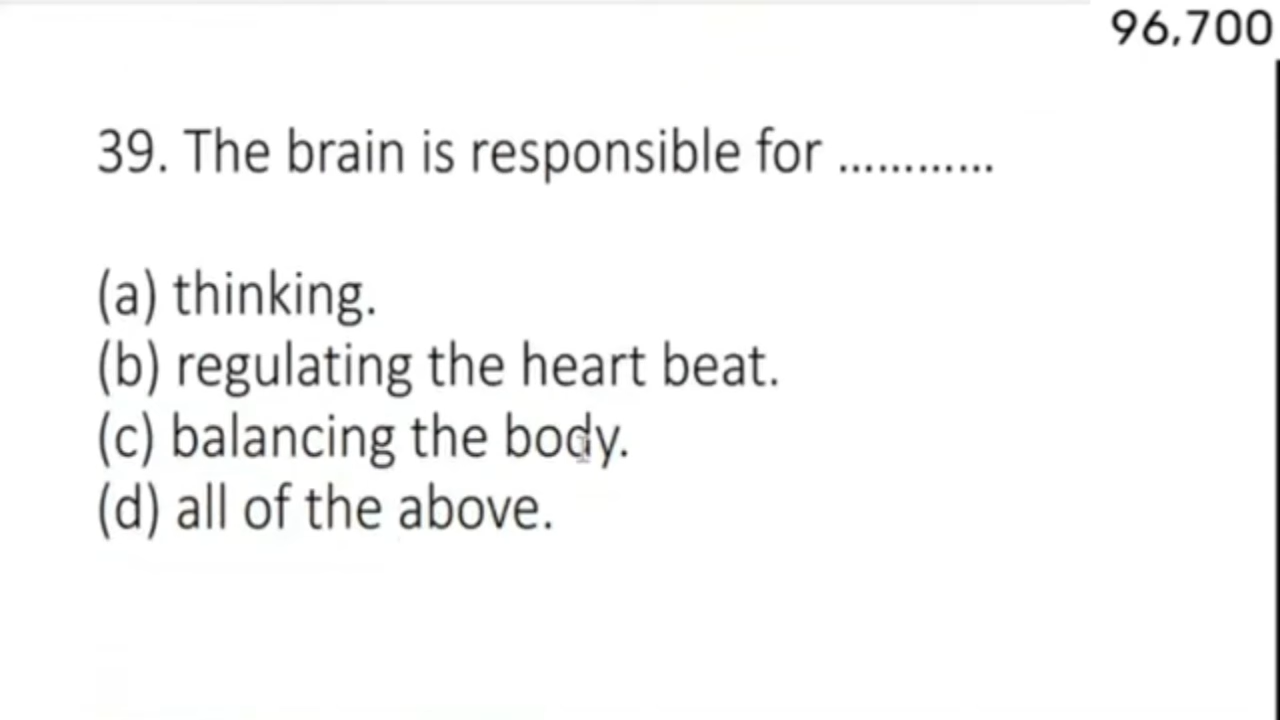 96,700
39. The brain is responsible for ............
(a) thinking.
(b) regulating the heart beat.
(c) balancing the body.
(d) all of the above.